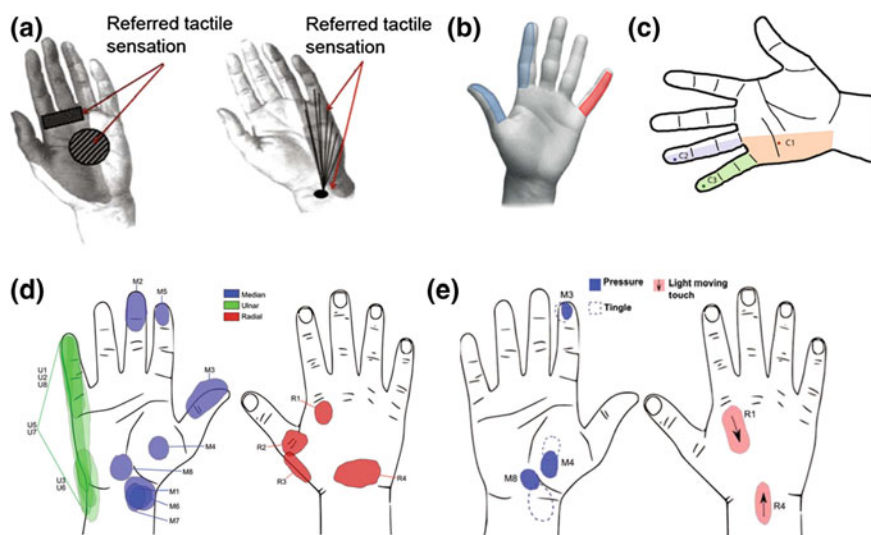 (a)
Referred tactile
sensation
Referred tactile
sensation
(b)
(c)
C1
C2
(d)
M2
M5
Median
Ulnar
Radial
U1
U2
U8
M3
U5
U7
M4
M8
U3
U6
M1
M6
M7
R1
R2
R3
R4
(e)
Pressure
Tingle
Light moving
touch
M3
M4
M8
R1
R4